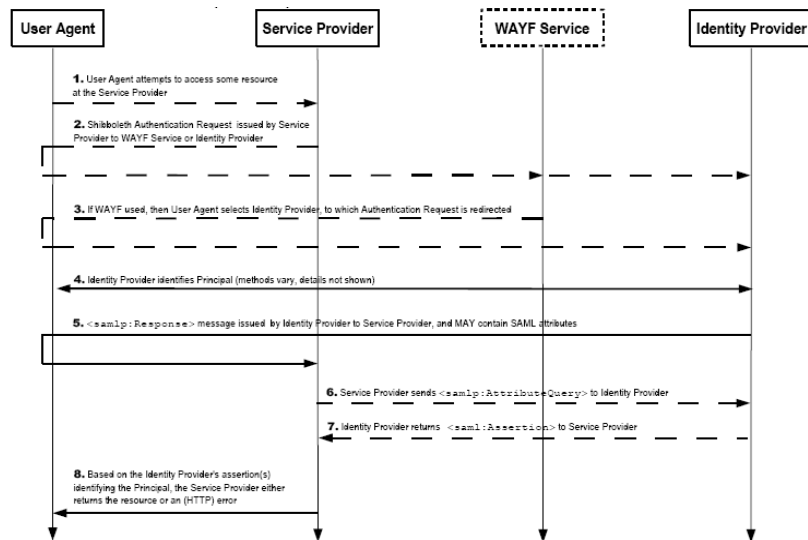 User Agent
Service Provider
WAYF Service
Identity Provider
1. User Agent attempts to access some resource
at the Service Provider
2. Shibboleth Authentication Request issued by Service
Provider to WAYF Service or Identity Provider
3. If WAYF used, then User Agent selects Identity Provider, to which Authentication Request is redirected
4. Identity Provider identifies Principal (methods vary, details not shown)
5. <samlp:Response> message issued by Identity Provider to Service Provider, and MAY contain SAML attributes
6. Service Provider sends <samlp:AttributeQuery> to Identity Provider
7. Identity Provider returns <saml:Assertion> to Service Provider
8. Based on the Identity Provider's assertion(s)
identifying the Principal, the Service Provider either
returns the resource or an (HTTP) error